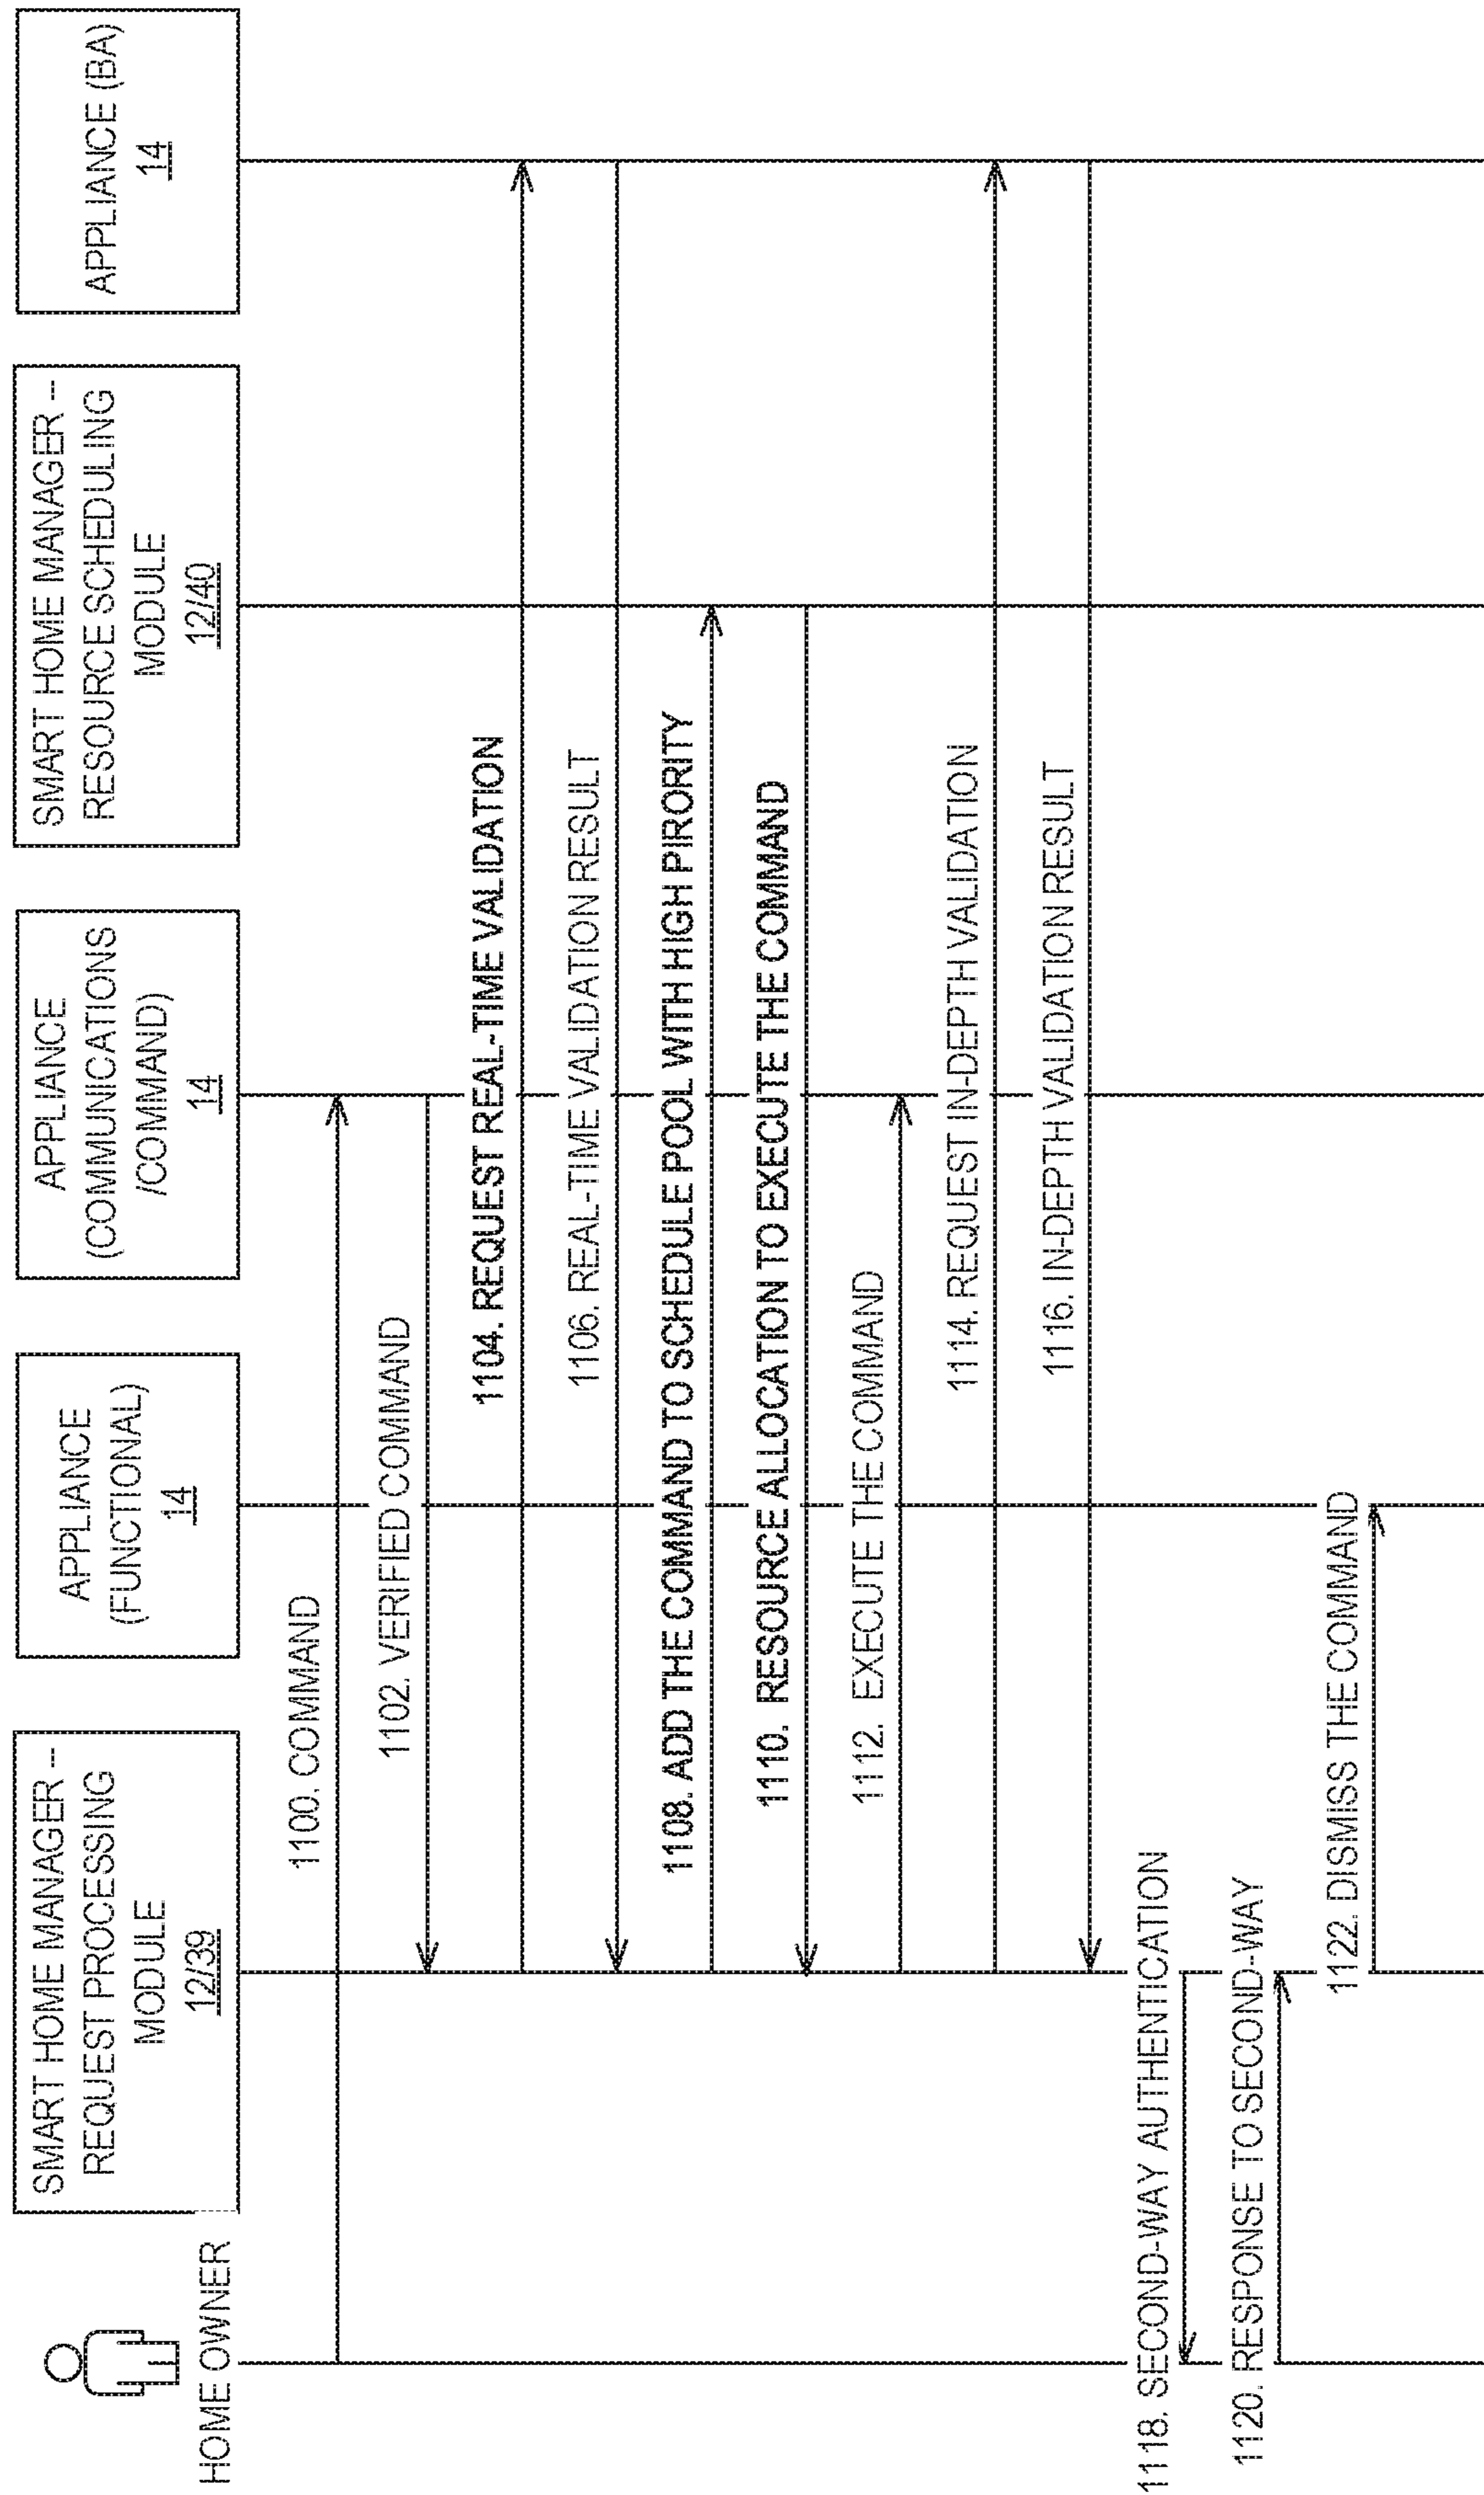 HOME OWNER
SMART HOME MANAGER --
REQUEST PROCESSING
MODULE
12/39
APPLIANCE
(FUNCTIONAL)
14
APPLIANCE
(COMMUNICATIONS
/COMMAND)
14
SMART HOME MANAGER --
RESOURCE SCHEDULING
MODULE
12/40
APPLIANCE (BA)
14
1100. COMMAND
1102. VERIFIED COMMAND
1104. REQUEST REAL-TIME VALIDATION
1106. REAL-TIME VALIDATION RESULT
1108. ADD THE COMMAND TO SCHEDULE POOL WITH HIGH PIRORITY
1110. RESOURCE ALLOCATION TO EXECUTE THE COMMAND
1112. EXECUTE THE COMMAND
1114. REQUEST IN-DEPTH VALIDATION
1116. IN-DEPTH VALIDATION RESULT
1118. SECOND-WAY AUTHENTICATION
1120. RESPONSE TO SECOND-WAY
1122. DISMISS THE COMMAND